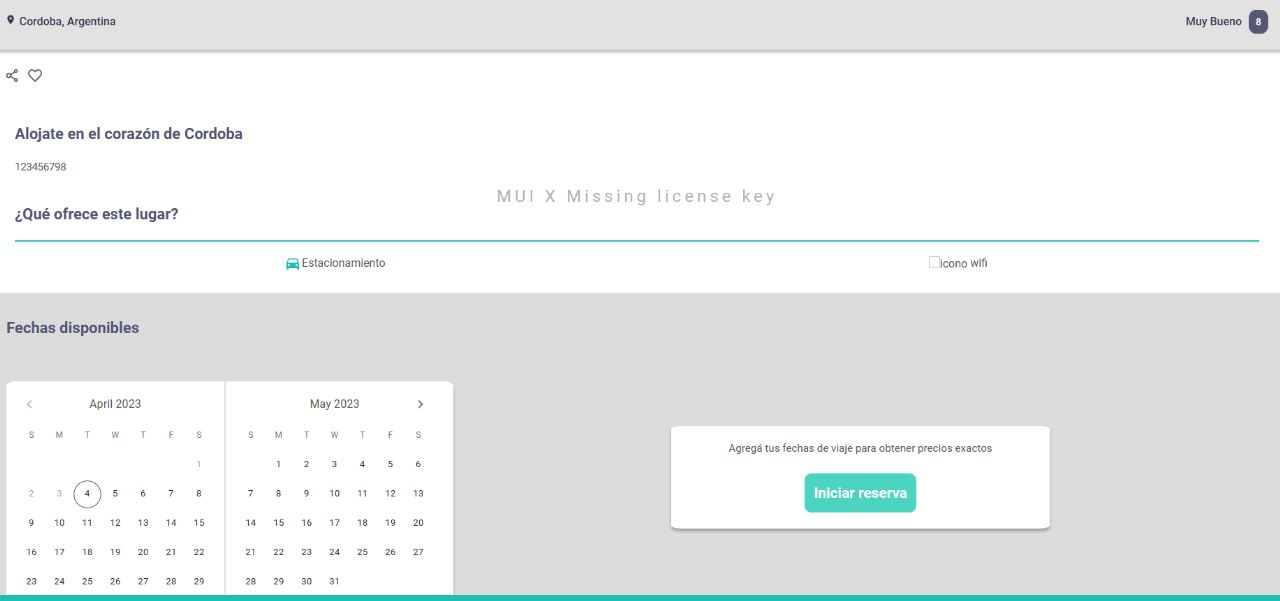 Cordoba, Argentina
Muy Bueno 8
Alojate en el corazón de Cordoba
123456798
MUI X Missing license key
¿Qué ofrece este lugar?
Estacionamiento
icono wifi
Fechas disponibles
April 2023
S M T W T F S
1
2 3 4 5 6 7 8
9 10 11 12 13 14 15
16 17 18 19 20 21 22
23 24 25 26 27 28 29
May 2023
S M T W T F S
1 2 3 4 5 6
7 8 9 10 11 12 13
14 15 16 17 18 19 20
21 22 23 24 25 26 27
28 29 30 31
Agregá tus fechas de viaje para obtener precios exactos
Iniciar reserva